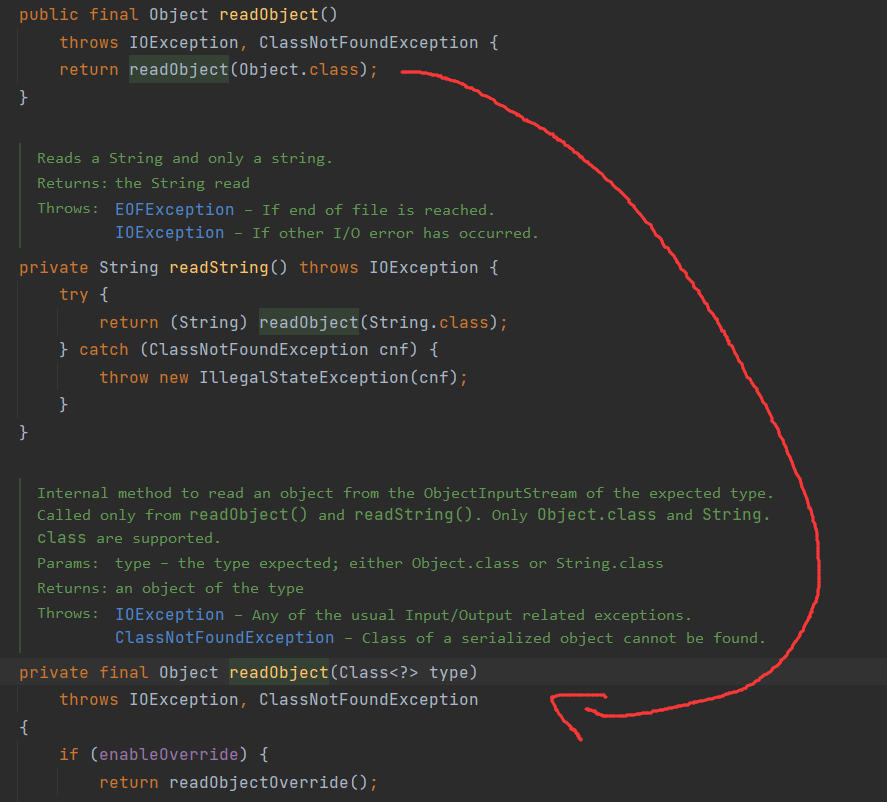 public final Object readObject()
throws IOException, ClassNotFoundException {
return readObject(Object.class);
}
Reads a String and only a string.
Returns: the String read
Throws: EOFException – If end of file is reached.
IOException – If other I/O error has occurred.
private String readString() throws IOException {
try {
return (String) readObject(String.class);
} catch (ClassNotFoundException cnf) {
throw new IllegalStateException(cnf);
}
}
Internal method to read an object from the ObjectInputStream of the expected type.
Called only from readObject() and readString(). Only Object.class and String.
class are supported.
Params: type – the type expected; either Object.class or String.class
Returns: an object of the type
Throws: IOException – Any of the usual Input/Output related exceptions.
ClassNotFoundException – Class of a serialized object cannot be found.
private final Object readObject(Class<?> type)
throws IOException, ClassNotFoundException
{
if (enableOverride) {
return readObjectOverride();